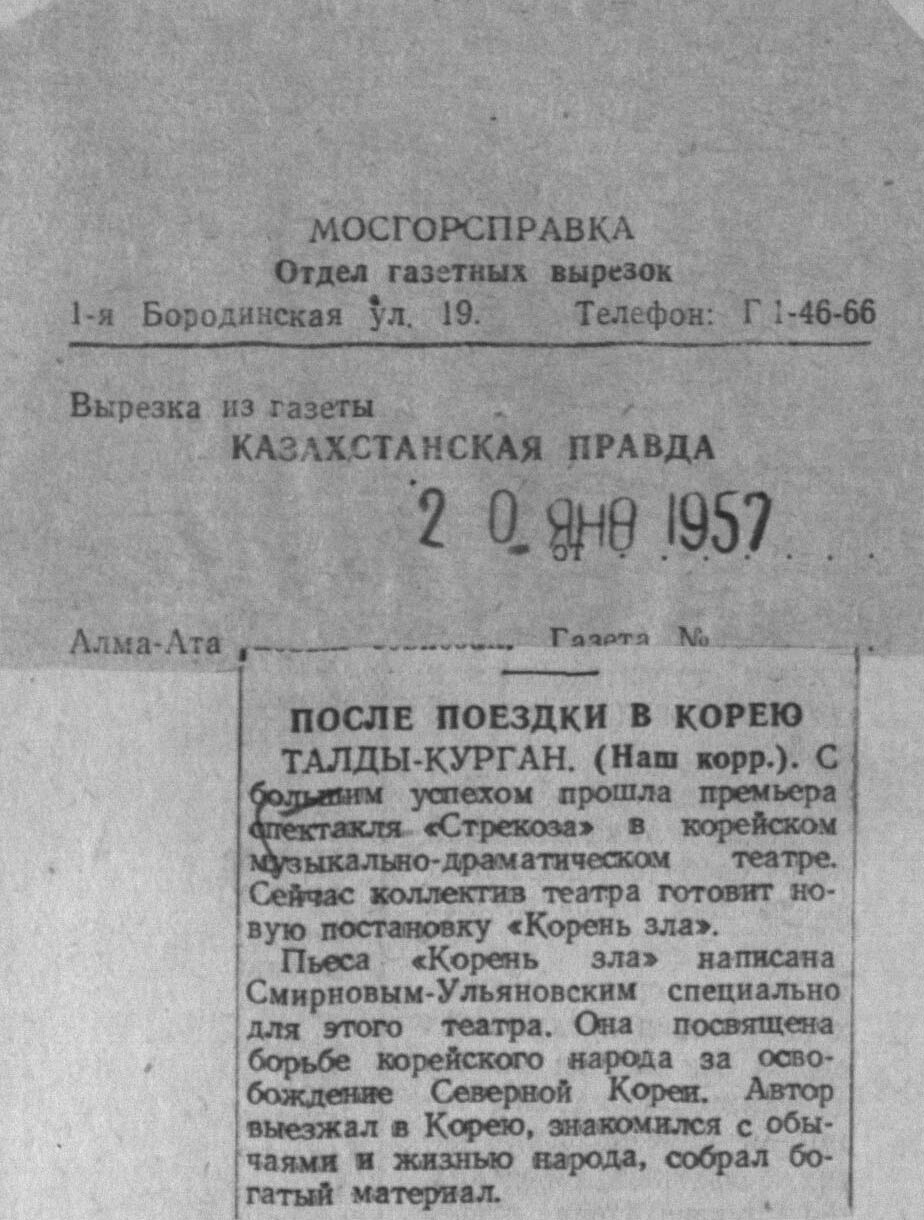 МОСГОРСПРАВКА
Отдел газетных вырезок
1-я Бородинская ул. 19. Телефон: Г 1-46-66
Вырезка из газеты
КАЗАХСТАНСКАЯ ПРАВДА
20 ЯНВ 1957
от . . . . . . .
Алма-Ата Газета №
ПОСЛЕ ПОЕЗДКИ В КОРЕЮ
ТАЛДЫ-КУРГАН. (Наш корр.). С
большим успехом прошла премьера
спектакля «Стрекоза» в корейском
музыкально-драматическом театре.
Сейчас коллектив театра готовит но-
вую постановку «Корень зла».
Пьеса «Корень зла» написана
Смирновым-Ульяновским специально
для этого театра. Она посвящена
борьбе корейского народа за осво-
бождение Северной Кореи. Автор
выезжал в Корею, знакомился с обы-
чаями и жизнью народа, собрал бо-
гатый материал.